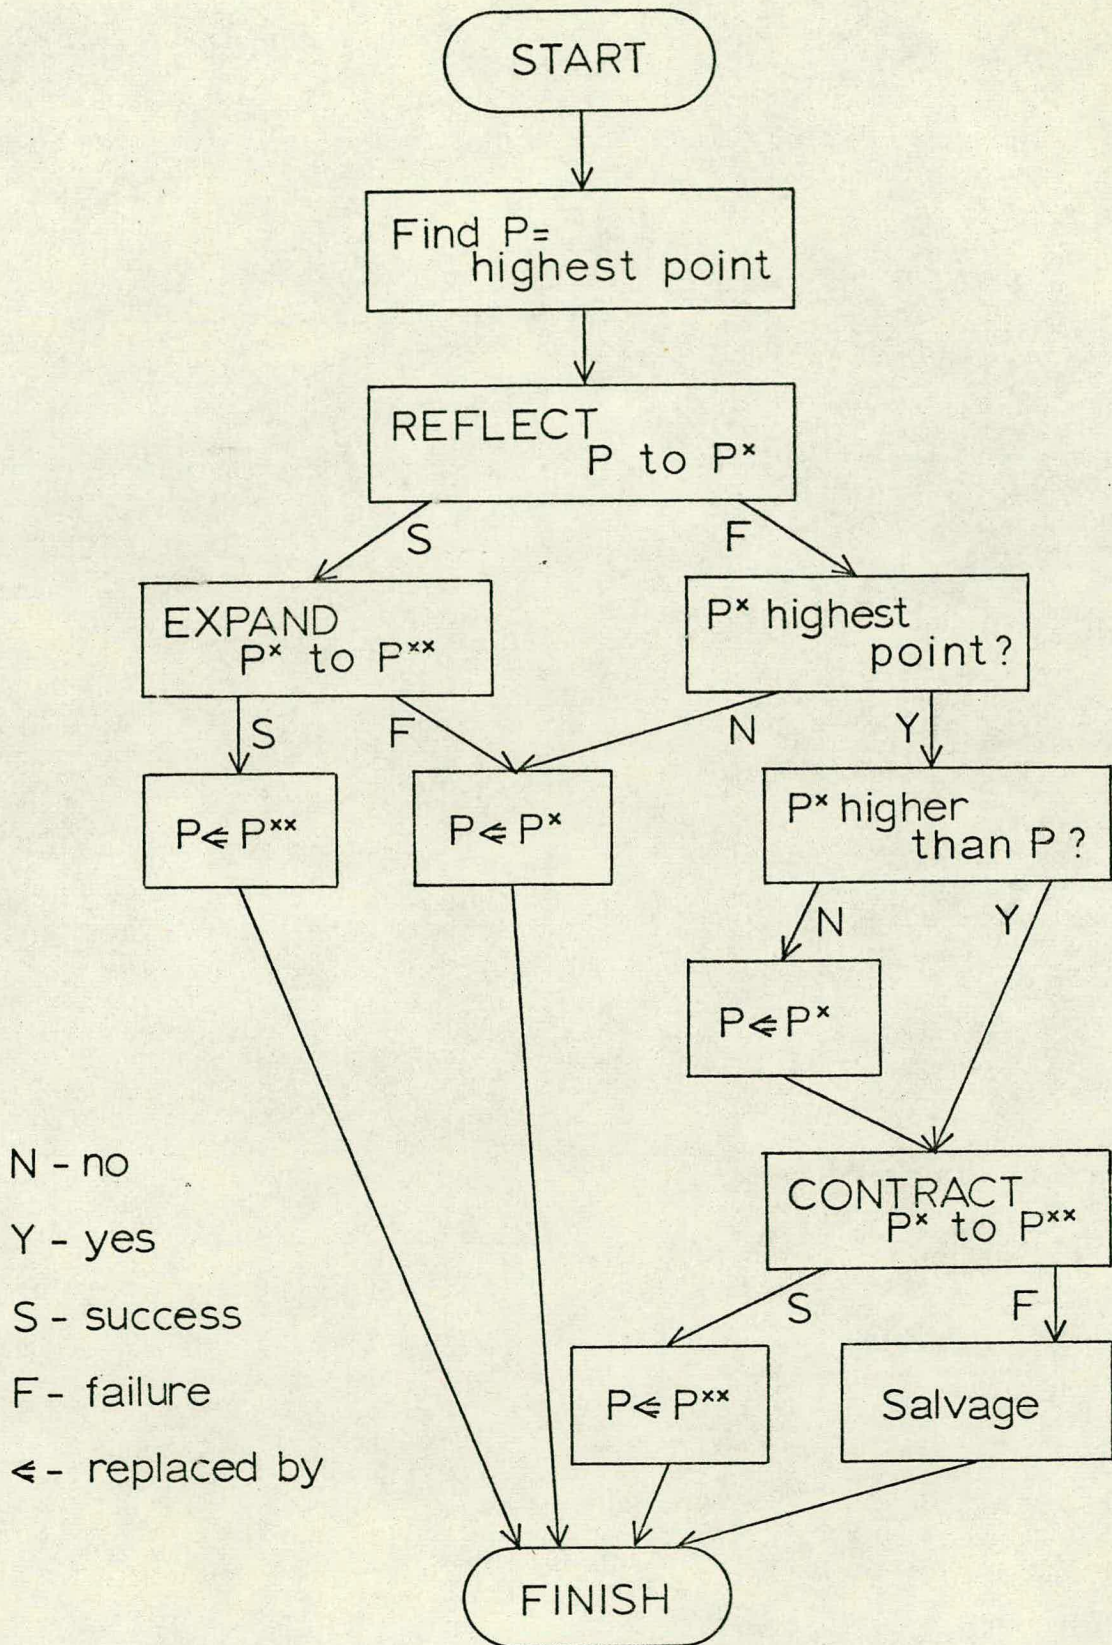 START
Find P=
highest point
REFLECT
P to Pˣ
S
F
EXPAND
Pˣ to Pˣˣ
Pˣ highest
point?
S
F
N
Y
P⋞Pˣˣ
P⋞Pˣ
Pˣ higher
than P?
N
Y
P⋞Pˣ
N - no
CONTRACT
Pˣ to Pˣˣ
Y - yes
S
F
S - success
P⋞Pˣˣ
Salvage
F - failure
⋞ - replaced by
FINISH